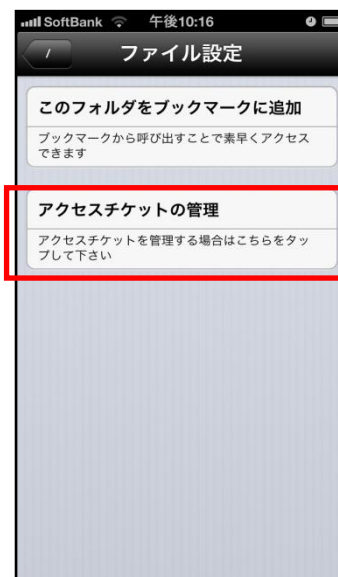 SoftBank 午後10:16
/ ファイル設定
このフォルダをブックマークに追加
ブックマークから呼び出すことで素早くアクセス
できます
アクセスチケットの管理
アクセスチケットを管理する場合はこちらをタッ
プして下さい